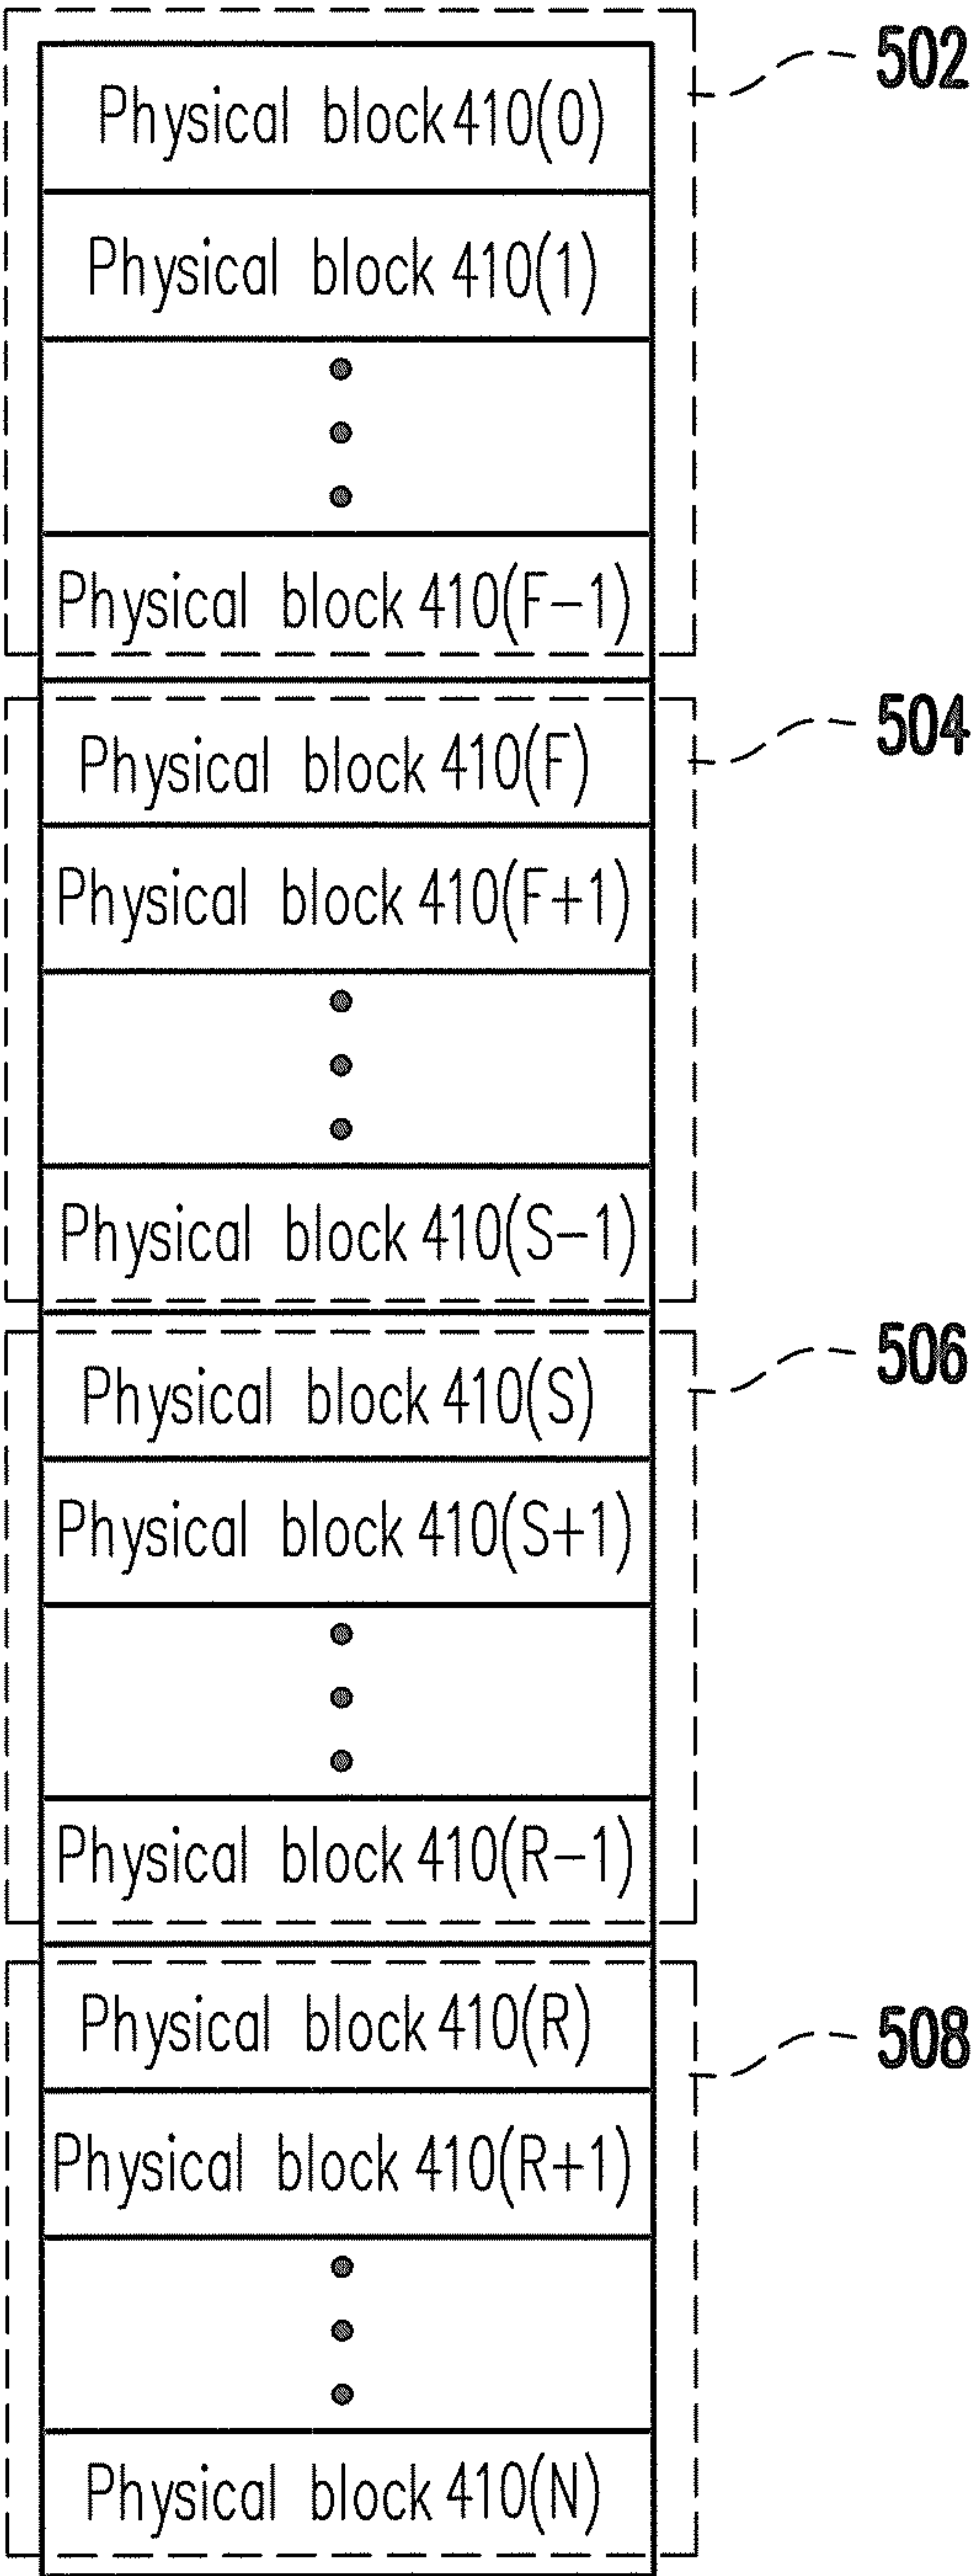 502
Physical block 410(0)
Physical block 410(1)
Physical block 410(F-1)
504
Physical block 410(F)
Physical block 410(F+1)
Physical block 410(S-1)
506
Physical block 410(S)
Physical block 410(S+1)
Physical block 410(R-1)
508
Physical block 410(R)
Physical block 410(R+1)
Physical block 410(N)